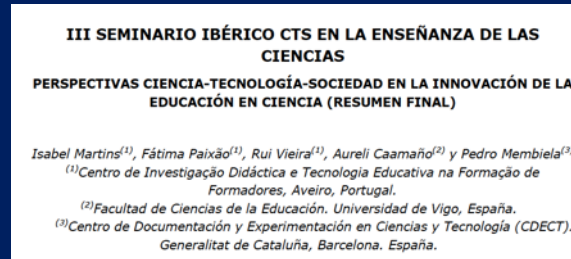 III SEMINARIO IBÉRICO CTS EN LA ENSEÑANZA DE LAS
CIENCIAS
PERSPECTIVAS CIENCIA-TECNOLOGÍA-SOCIEDAD EN LA INNOVACIÓN DE LA
EDUCACIÓN EN CIENCIA (RESUMEN FINAL)
Isabel Martins(1), Fátima Paixão(1), Rui Vieira(1), Aureli Caamaño(2) y Pedro Membiela(3)
(1)Centro de Investigação Didáctica e Tecnologia Educativa na Formação de
Formadores, Aveiro, Portugal.
(2)Facultad de Ciencias de la Educación. Universidad de Vigo, España.
(3)Centro de Documentación y Experimentación en Ciencias y Tecnología (CDECT).
Generalitat de Cataluña, Barcelona. España.